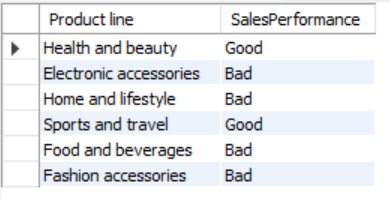 Product line SalesPerformance
Health and beauty Good
Electronic accessories Bad
Home and lifestyle Bad
Sports and travel Good
Food and beverages Bad
Fashion accessories Bad